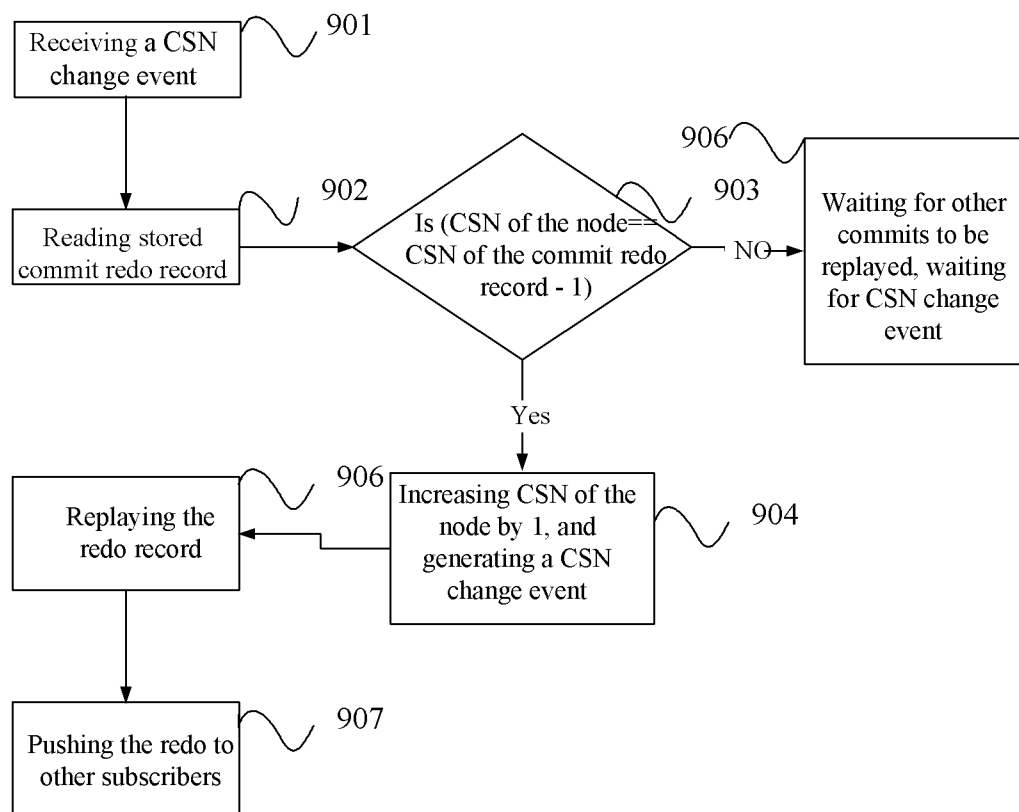 901
Receiving a CSN
change event
902
Reading stored
commit redo record
903
Is (CSN of the node==
CSN of the commit redo
record - 1)
NO
906
Waiting for other
commits to be
replayed, waiting
for CSN change
event
Yes
904
Increasing CSN of the
node by 1, and
generating a CSN
change event
906
Replaying the
redo record
907
Pushing the redo to
other subscribers